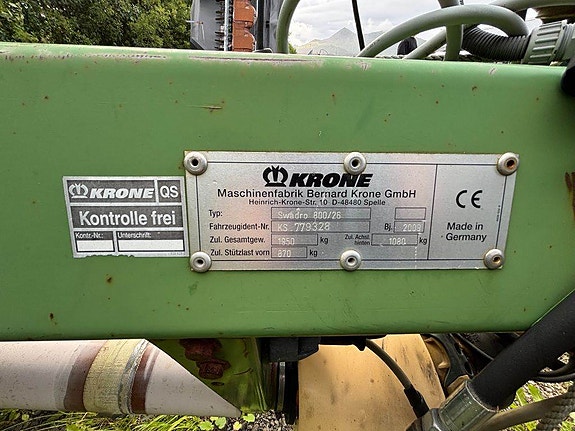 KRONE QS
Kontrolle frei
Kontr.-Nr.: Unterschrift:
KRONE
Maschinenfabrik Bernard Krone GmbH
Heinrich-Krone-Str. 10 D-48480 Spelle
Typ: Swadro 800/26
Fahrzeugident-Nr. KS 779328 Bj. 2009
Zul. Gesamtgew. 1950 kg Zul. Achsl. hinten 1080 kg
Zul. Stützlast vorn 870 kg
CE
Made in
Germany